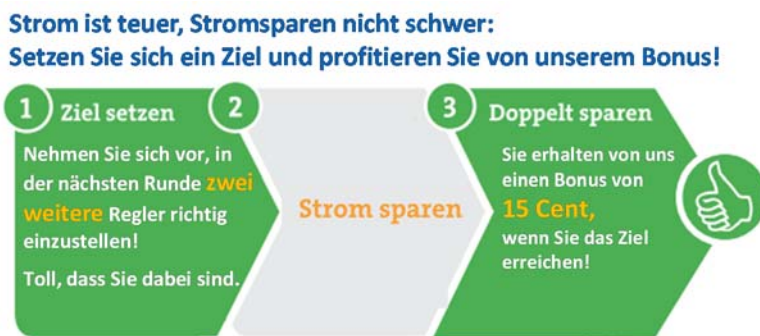 Strom ist teuer, Stromsparen nicht schwer:
Setzen Sie sich ein Ziel und profitieren Sie von unserem Bonus!
1 Ziel setzen
Nehmen Sie sich vor, in
der nächsten Runde zwei
weitere Regler richtig
einzustellen!
Toll, dass Sie dabei sind.
2
Strom sparen
3 Doppelt sparen
Sie erhalten von uns
einen Bonus von
15 Cent,
wenn Sie das Ziel
erreichen!